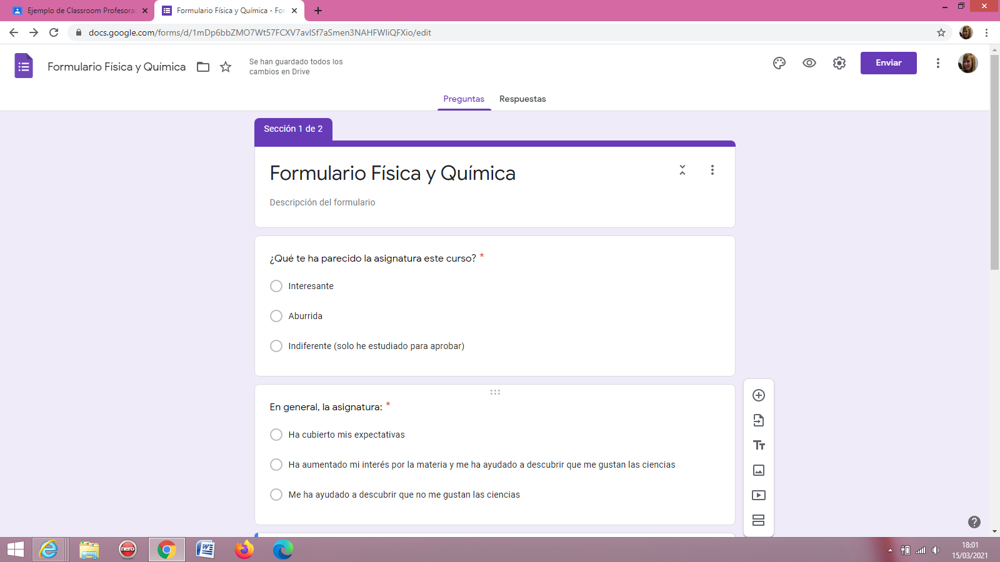 Ejemplo de Classroom Profesora
Formulario Física y Química - For
docs.google.com/forms/d/1mDp6bbZMO7Wt57FCXV7avlSf7aSmen3NAHFWliQFXio/edit
Formulario Física y Química
Se han guardado todos los
cambios en Drive
Enviar
Preguntas
Respuestas
Sección 1 de 2
Formulario Física y Química
Descripción del formulario
¿Qué te ha parecido la asignatura este curso? *
Interesante
Aburrida
Indiferente (solo he estudiado para aprobar)
En general, la asignatura: *
Ha cubierto mis expectativas
Ha aumentado mi interés por la materia y me ha ayudado a descubrir que me gustan las ciencias
Me ha ayudado a descubrir que no me gustan las ciencias
Tt
nero
W
18:01
15/03/2021